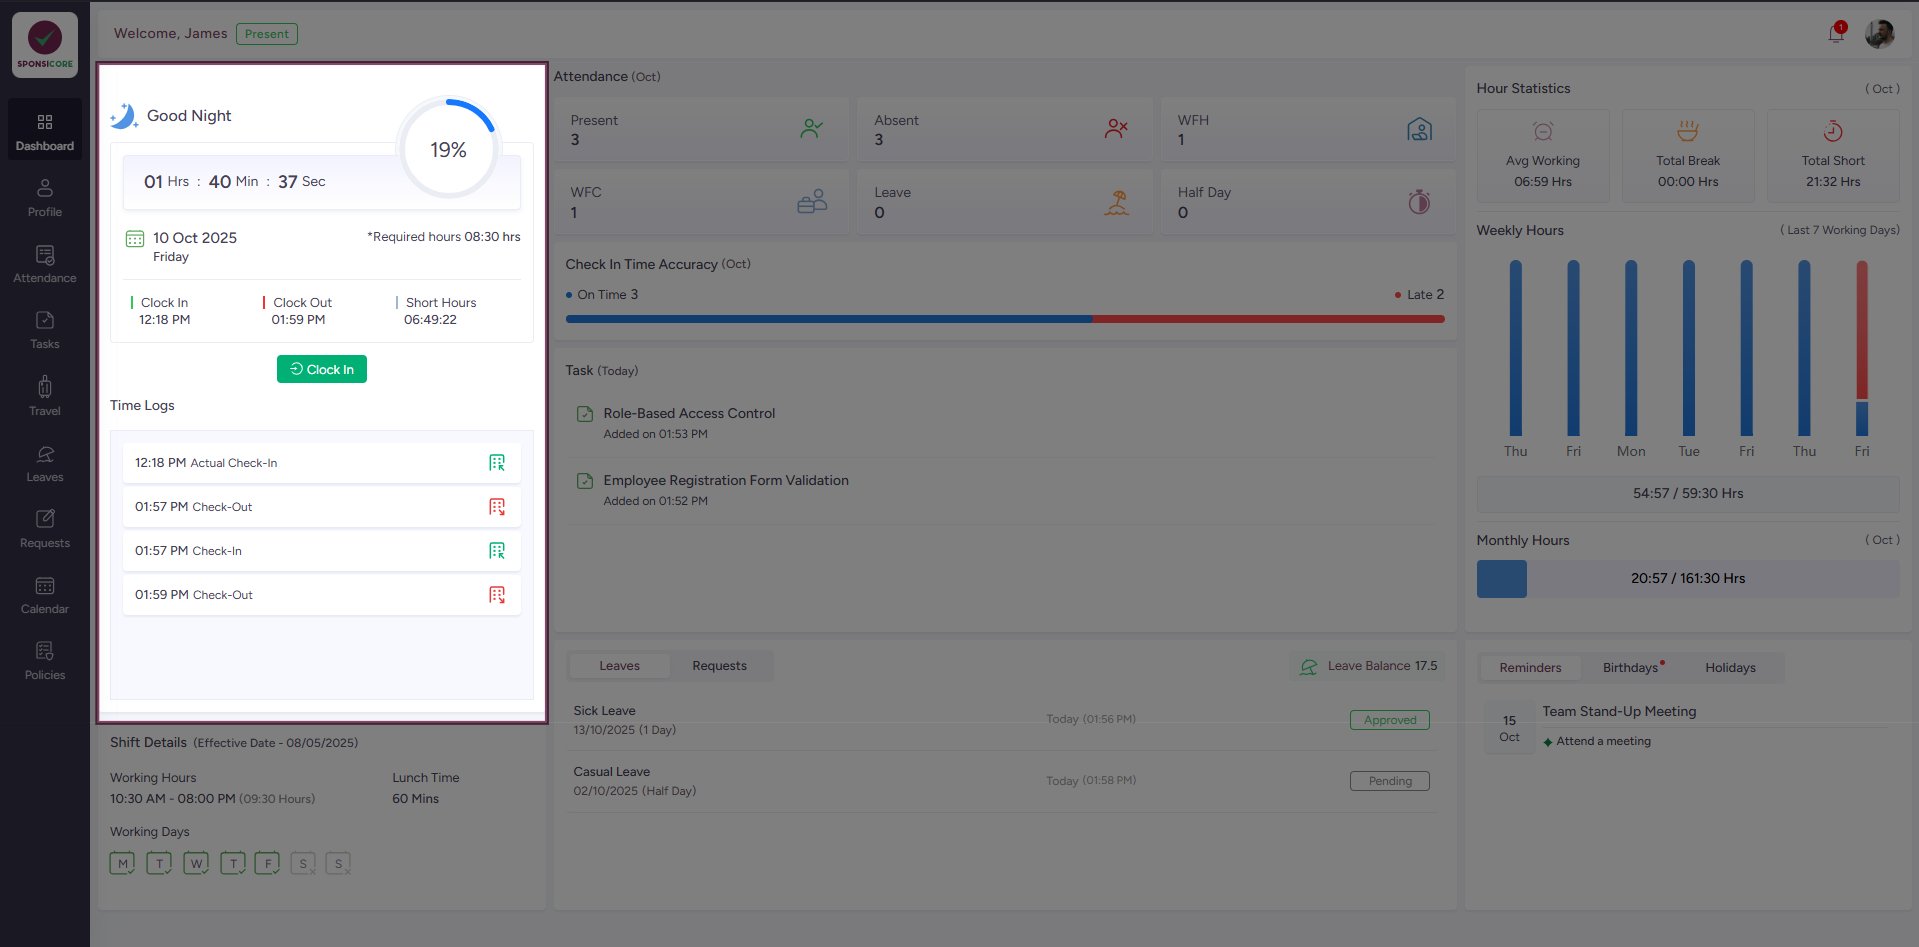 SPONSICORE
Dashboard
Profile
Attendance
Tasks
Travel
Leaves
Requests
Calendar
Policies
Welcome, James Present
1
Good Night
19%
01 Hrs : 40 Min : 37 Sec
10 Oct 2025
Friday
*Required hours 08:30 hrs
Clock In
12:18 PM
Clock Out
01:59 PM
Short Hours
06:49:22
Clock In
Time Logs
12:18 PM Actual Check-In
01:57 PM Check-Out
01:57 PM Check-In
01:59 PM Check-Out
Shift Details (Effective Date - 08/05/2025)
Working Hours
10:30 AM - 08:00 PM (09:30 Hours)
Lunch Time
60 Mins
Working Days
M T W T F S S
Attendance (Oct)
Present
3
Absent
3
WFH
1
WFC
1
Leave
0
Half Day
0
Check In Time Accuracy (Oct)
On Time 3
Late 2
Task (Today)
Role-Based Access Control
Added on 01:53 PM
Employee Registration Form Validation
Added on 01:52 PM
Leaves Requests
Leave Balance 17.5
Sick Leave
13/10/2025 (1 Day)
Today (01:56 PM)
Approved
Casual Leave
02/10/2025 (Half Day)
Today (01:58 PM)
Pending
Hour Statistics ( Oct )
Avg Working
06:59 Hrs
Total Break
00:00 Hrs
Total Short
21:32 Hrs
Weekly Hours ( Last 7 Working Days)
Thu Fri Mon Tue Fri Thu Fri
54:57 / 59:30 Hrs
Monthly Hours ( Oct )
20:57 / 161:30 Hrs
Reminders Birthdays Holidays
15
Oct
Team Stand-Up Meeting
Attend a meeting